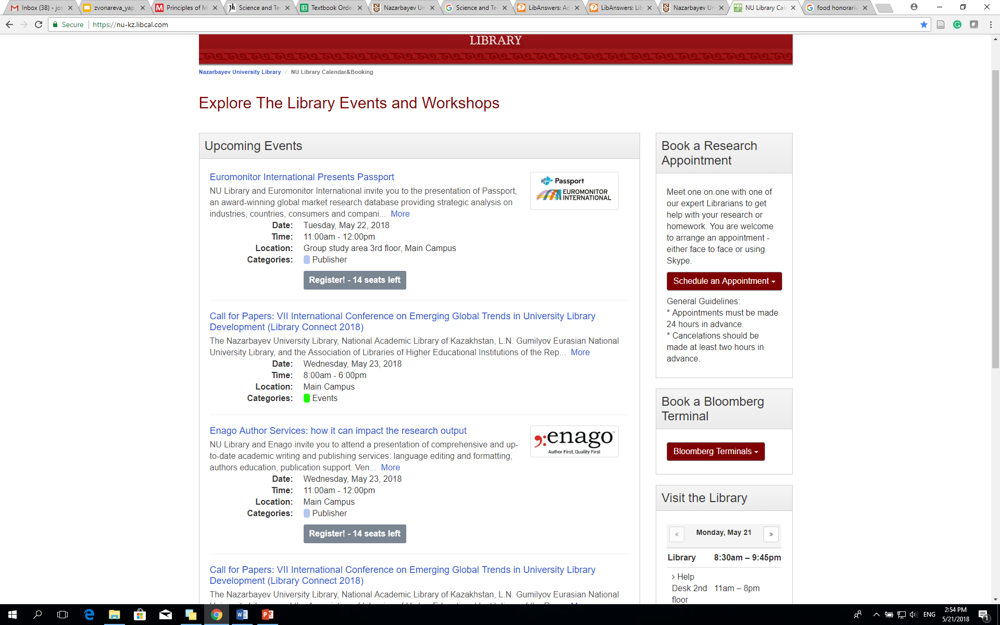 Inbox (38) - jos
zvonareva_yap
Principles of M
Science and Te
Textbook Orde
Nazarbayev Un
Science and Te
LibAnswers: Ad
LibAnswers: Lib
Nazarbayev Un
NU Library Cal
food honorariu
Secure | https://nu-kz.libcal.com
LIBRARY
Nazarbayev University Library / NU Library Calendar&Booking
Explore The Library Events and Workshops
Upcoming Events
Euromonitor International Presents Passport
NU Library and Euromonitor International invite you to the presentation of Passport,
an award-winning global market research database providing strategic analysis on
industries, countries, consumers and compani... More
Date: Tuesday, May 22, 2018
Time: 11:00am - 12:00pm
Location: Group study area 3rd floor, Main Campus
Categories: Publisher
Register! - 14 seats left
Passport
EUROMONITOR
INTERNATIONAL
Call for Papers: VII International Conference on Emerging Global Trends in University Library
Development (Library Connect 2018)
The Nazarbayev University Library, National Academic Library of Kazakhstan, L.N. Gumilyov Eurasian National
University Library, and the Association of Libraries of Higher Educational Institutions of the Rep... More
Date: Wednesday, May 23, 2018
Time: 8:00am - 6:00pm
Location: Main Campus
Categories: Events
Enago Author Services: how it can impact the research output
NU Library and Enago invite you to attend a presentation of comprehensive and up-
to-date academic writing and publishing services: language editing and formatting,
authors education, publication support. Ven... More
Date: Wednesday, May 23, 2018
Time: 11:00am - 12:00pm
Location: Main Campus
Categories: Publisher
Register! - 14 seats left
enago™
Author First, Quality First
Call for Papers: VII International Conference on Emerging Global Trends in University Library
Development (Library Connect 2018)
The Nazarbayev University Library, National Academic Library of Kazakhstan, L.N. Gumilyov Eurasian National
Book a Research
Appointment
Meet one on one with one of
our expert Librarians to get
help with your research or
homework. You are welcome
to arrange an appointment -
either face to face or using
Skype.
Schedule an Appointment
General Guidelines:
* Appointments must be made
24 hours in advance.
* Cancelations should be
made at least two hours in
advance.
Book a Bloomberg
Terminal
Bloomberg Terminals
Visit the Library
« Monday, May 21 »
Library 8:30am – 9:45pm
› Help
Desk 2nd 11am – 8pm
floor
ENG
2:54 PM
5/21/2018
1